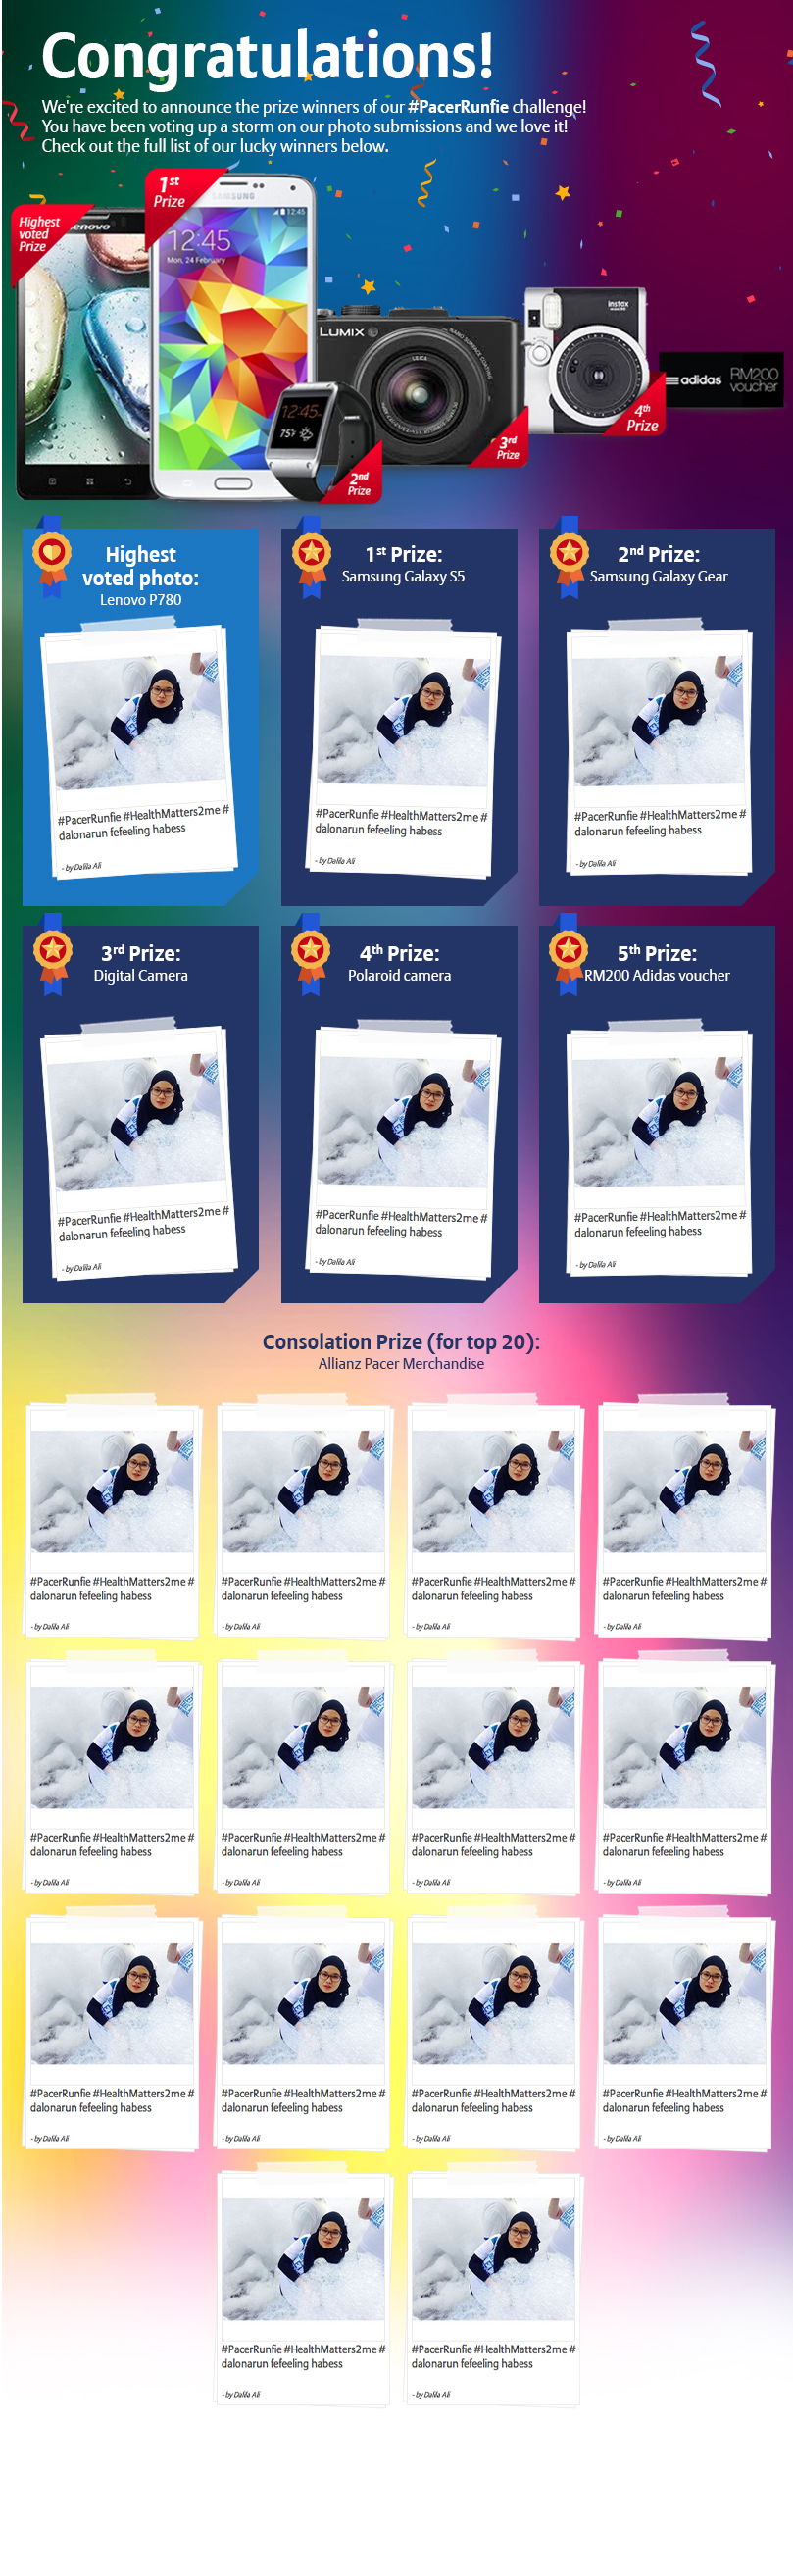 Congratulations!
We're excited to announce the prize winners of our #PacerRunfie challenge!
You have been voting up a storm on our photo submissions and we love it!
Check out the full list of our lucky winners below.
1st
Prize
Highest
voted
Prize
enovo
SAMSUNG
12:45
12:45
Mon, 24 February
LUMIX
LEICA
instax
12:45
75°
2nd
Prize
3rd
Prize
4th
Prize
adidas
RM200
voucher
Highest
voted photo:
Lenovo P780
1st Prize:
Samsung Galaxy S5
2nd Prize:
Samsung Galaxy Gear
#PacerRunfie #HealthMatters2me #
dalonarun fefeeling habess
- by Dalila Ali
#PacerRunfie #HealthMatters2me #
dalonarun fefeeling habess
- by Dalila Ali
#PacerRunfie #HealthMatters2me #
dalonarun fefeeling habess
- by Dalila Ali
3rd Prize:
Digital Camera
4th Prize:
Polaroid camera
5th Prize:
RM200 Adidas voucher
#PacerRunfie #HealthMatters2me #
dalonarun fefeeling habess
- by Dalila Ali
#PacerRunfie #HealthMatters2me #
dalonarun fefeeling habess
- by Dalila Ali
#PacerRunfie #HealthMatters2me #
dalonarun fefeeling habess
- by Dalila Ali
Consolation Prize (for top 20):
Allianz Pacer Merchandise
#PacerRunfie #HealthMatters2me #
dalonarun fefeeling habess
- by Dalila Ali
#PacerRunfie #HealthMatters2me #
dalonarun fefeeling habess
- by Dalila Ali
#PacerRunfie #HealthMatters2me #
dalonarun fefeeling habess
- by Dalila Ali
#PacerRunfie #HealthMatters2me #
dalonarun fefeeling habess
- by Dalila Ali
#PacerRunfie #HealthMatters2me #
dalonarun fefeeling habess
- by Dalila Ali
#PacerRunfie #HealthMatters2me #
dalonarun fefeeling habess
- by Dalila Ali
#PacerRunfie #HealthMatters2me #
dalonarun fefeeling habess
- by Dalila Ali
#PacerRunfie #HealthMatters2me #
dalonarun fefeeling habess
- by Dalila Ali
#PacerRunfie #HealthMatters2me #
dalonarun fefeeling habess
- by Dalila Ali
#PacerRunfie #HealthMatters2me #
dalonarun fefeeling habess
- by Dalila Ali
#PacerRunfie #HealthMatters2me #
dalonarun fefeeling habess
- by Dalila Ali
#PacerRunfie #HealthMatters2me #
dalonarun fefeeling habess
- by Dalila Ali
#PacerRunfie #HealthMatters2me #
dalonarun fefeeling habess
- by Dalila Ali
#PacerRunfie #HealthMatters2me #
dalonarun fefeeling habess
- by Dalila Ali